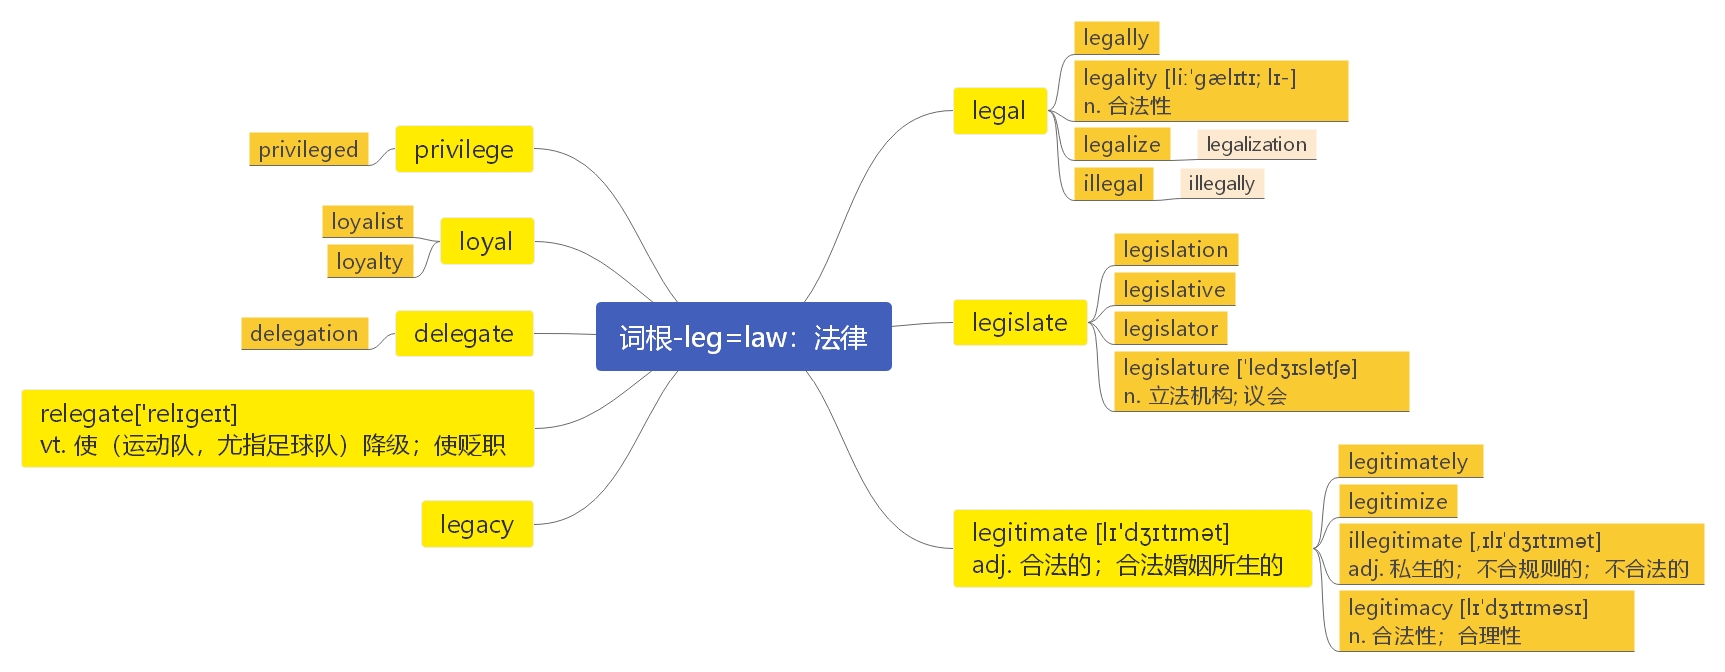 词根-leg=law：法律
legal
legally
legality [liːˈɡælɪtɪ; lɪ-]
n. 合法性
legalize
legalization
illegal
illegally
legislate
legislation
legislative
legislator
legislature [ˈledʒɪslətʃə]
n. 立法机构; 议会
legitimate [lɪ'dʒɪtɪmət]
adj. 合法的；合法婚姻所生的
legitimately
legitimize
illegitimate [ˌɪlɪˈdʒɪtɪmət]
adj. 私生的；不合规则的；不合法的
legitimacy [lɪˈdʒɪtɪməsɪ]
n. 合法性；合理性
privilege
privileged
loyal
loyalist
loyalty
delegate
delegation
relegate['relɪgeɪt]
vt. 使（运动队，尤指足球队）降级；使贬职
legacy